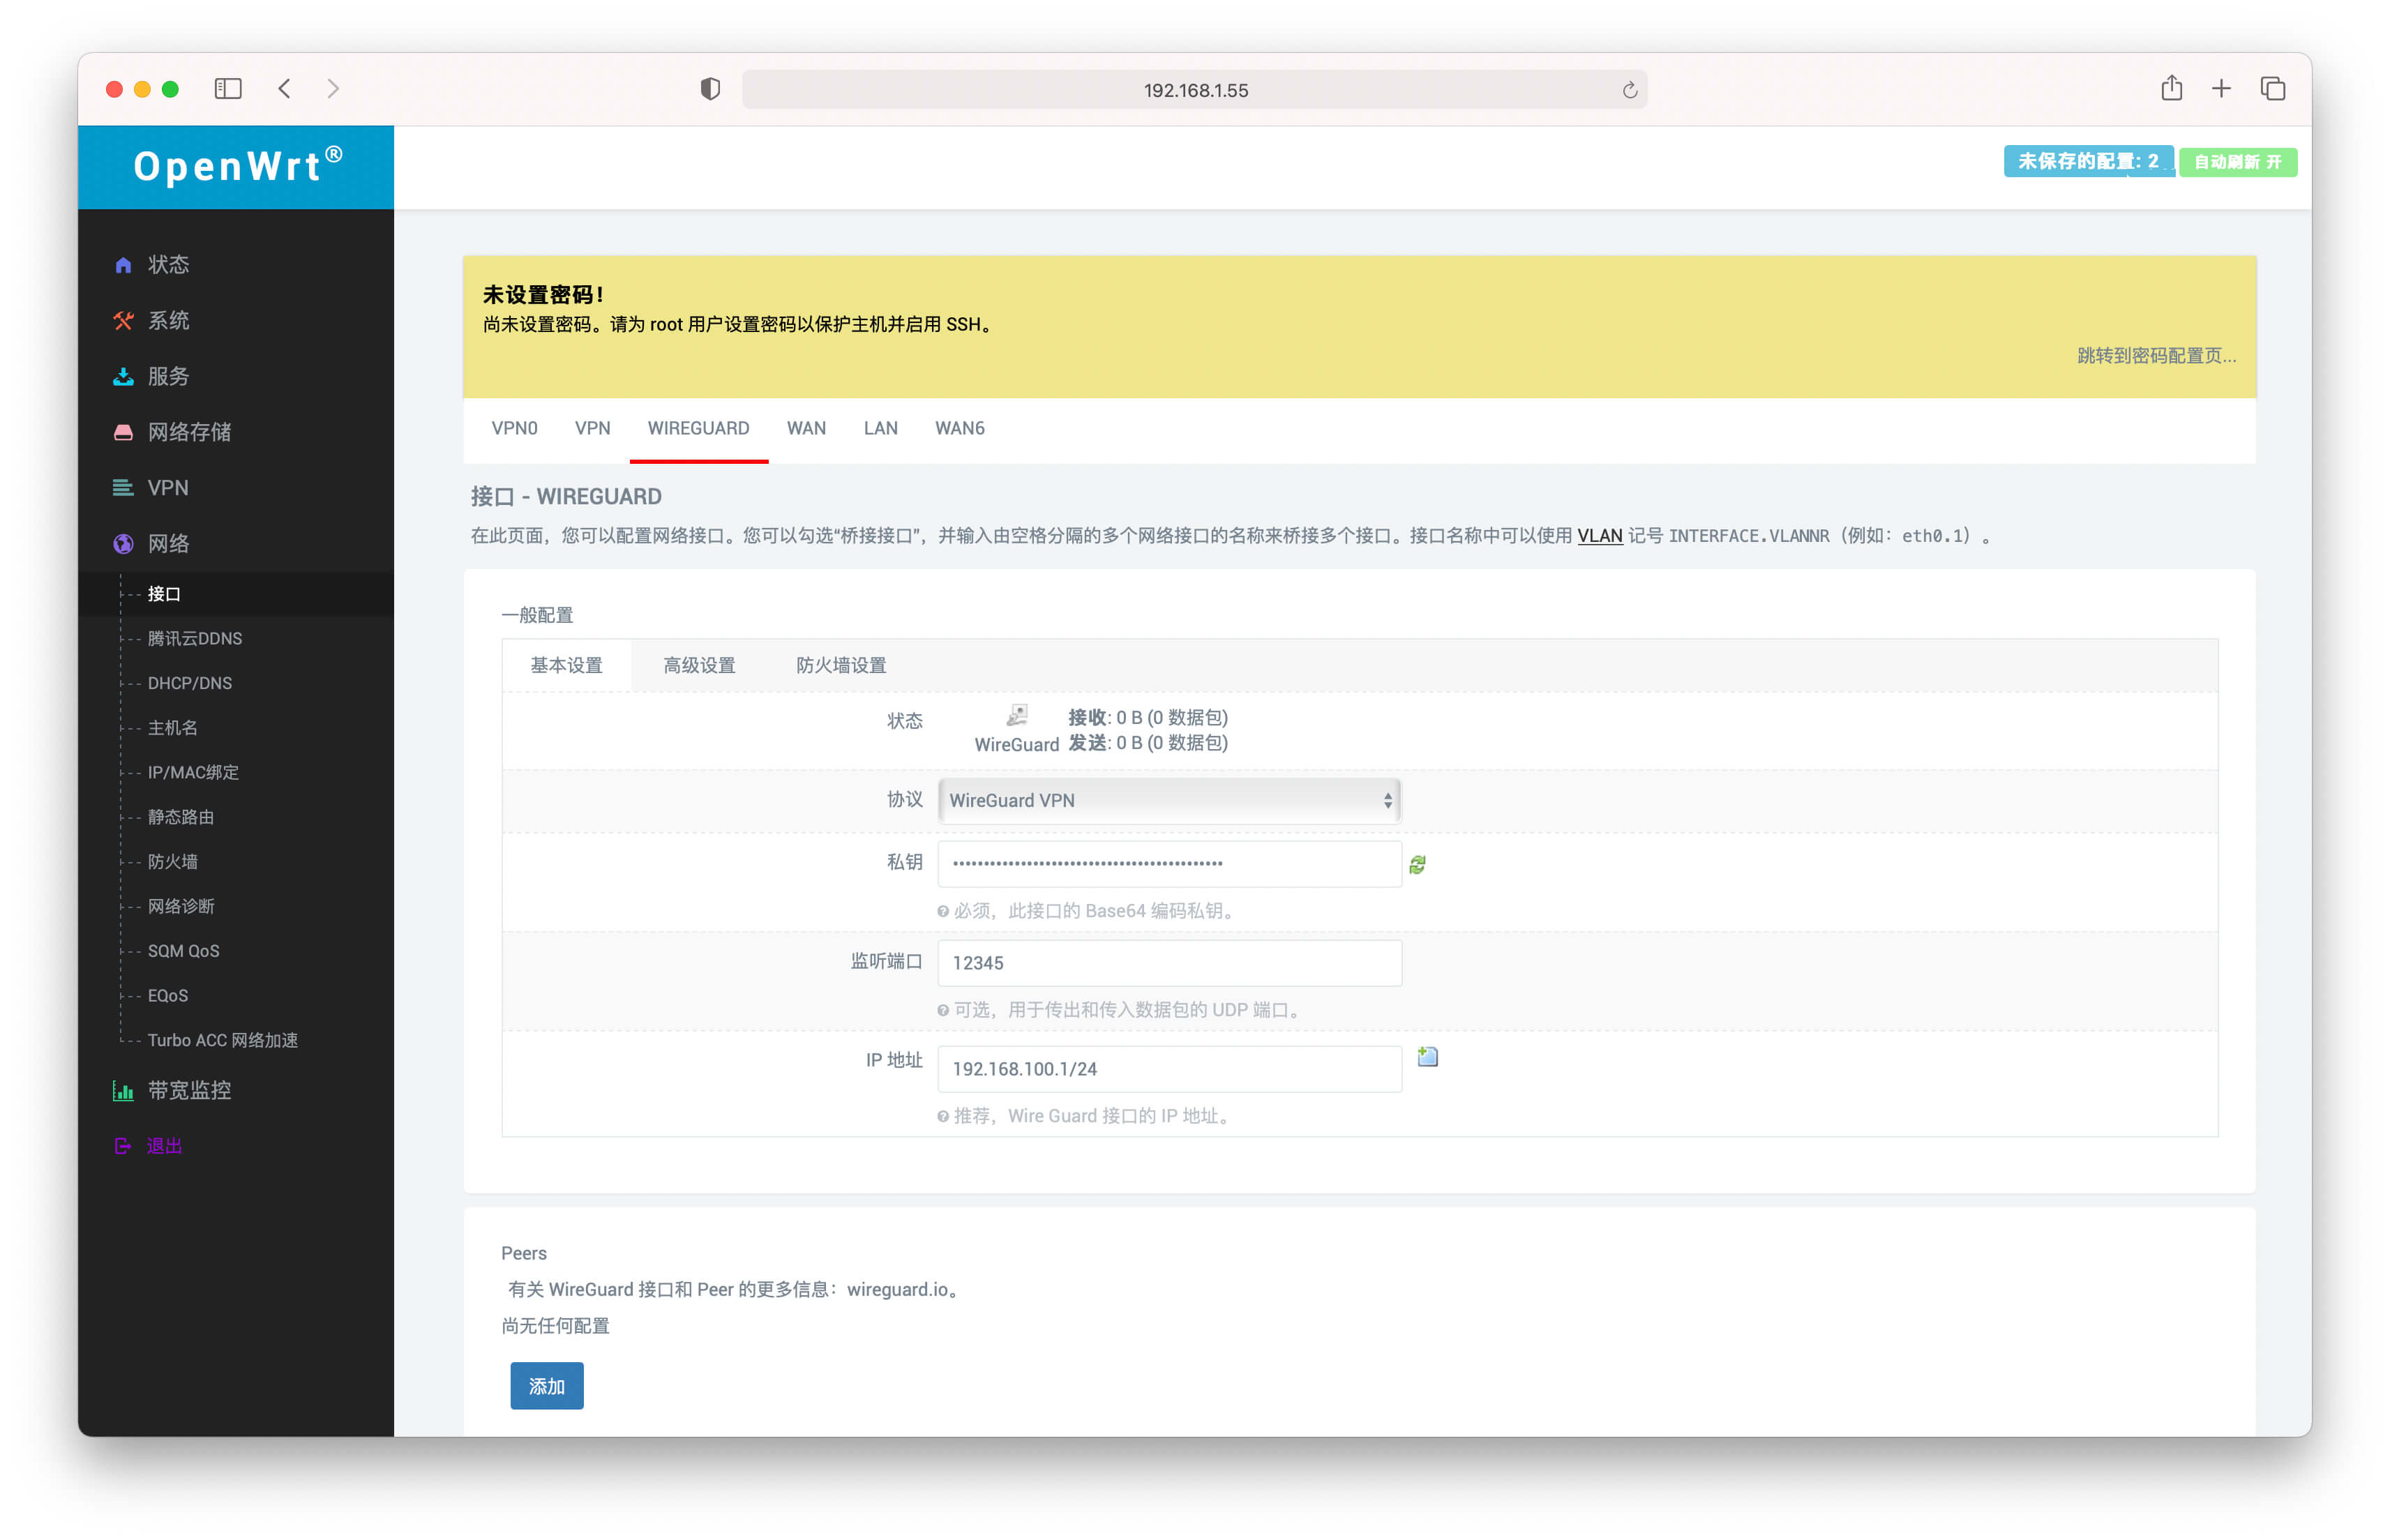 192.168.1.55
OpenWrt®
未保存的配置: 2
自动刷新 开
状态
系统
服务
网络存储
VPN
网络
接口
腾讯云DDNS
DHCP/DNS
主机名
IP/MAC绑定
静态路由
防火墙
网络诊断
SQM QoS
EQoS
Turbo ACC 网络加速
带宽监控
退出
未设置密码！
尚未设置密码。请为 root 用户设置密码以保护主机并启用 SSH。
跳转到密码配置页...
VPN0 VPN WIREGUARD WAN LAN WAN6
接口 - WIREGUARD
在此页面，您可以配置网络接口。您可以勾选“桥接接口”，并输入由空格分隔的多个网络接口的名称来桥接多个接口。接口名称中可以使用 VLAN 记号 INTERFACE.VLANNR（例如：eth0.1）。
一般配置
基本设置 高级设置 防火墙设置
状态
WireGuard
接收: 0 B (0 数据包)
发送: 0 B (0 数据包)
协议 WireGuard VPN
私钥
必须，此接口的 Base64 编码私钥。
监听端口 12345
可选，用于传出和传入数据包的 UDP 端口。
IP 地址 192.168.100.1/24
推荐，Wire Guard 接口的 IP 地址。
Peers
有关 WireGuard 接口和 Peer 的更多信息：wireguard.io。
尚无任何配置
添加